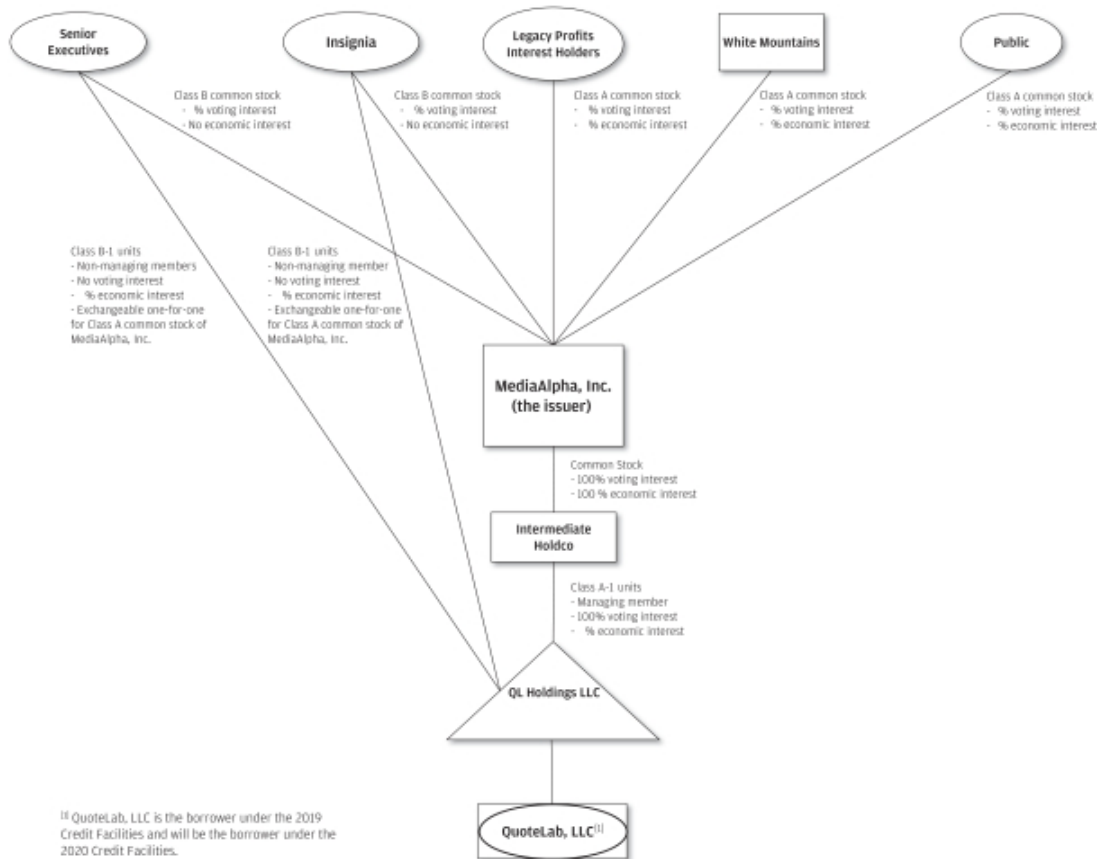 Senior
Executives
Insignia
Legacy Profits
Interest Holders
White Mountains
Public
Class B common stock
- % voting interest
- No economic interest
Class B common stock
- % voting interest
- No economic interest
Class A common stock
- % voting interest
- % economic interest
Class A common stock
- % voting interest
- % economic interest
Class A common stock
- % voting interest
- % economic interest
Class B-1 units
- Non-managing members
- No voting interest
- % economic interest
- Exchangeable one-for-one
for Class A common stock of
MediaAlpha, Inc.
Class B-1 units
- Non-managing member
- No voting interest
- % economic interest
- Exchangeable one-for-one
for Class A common stock of
MediaAlpha, Inc.
MediaAlpha, Inc.
(the issuer)
Common Stock
- 100% voting interest
- 100 % economic interest
Intermediate
Holdco
Class A-1 units
- Managing member
- 100% voting interest
- % economic interest
QL Holdings LLC
QuoteLab, LLC[1]
[1] QuoteLab, LLC is the borrower under the 2019
Credit Facilities and will be the borrower under the
2020 Credit Facilities.